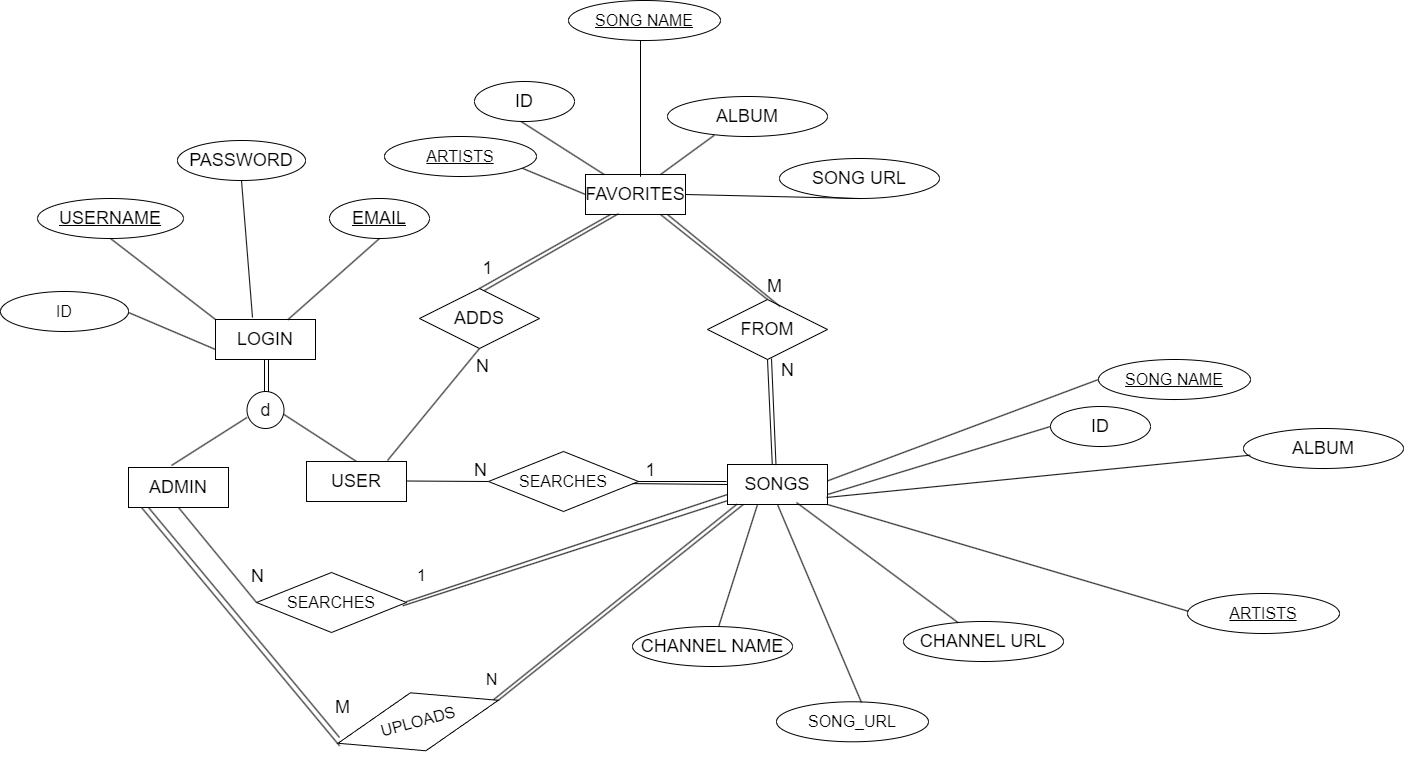 SONG NAME
ID
ALBUM
ARTISTS
SONG URL
FAVORITES
PASSWORD
USERNAME
EMAIL
ID
LOGIN
1
ADDS
N
M
FROM
N
d
ADMIN
USER
N
SEARCHES
1
SONGS
SONG NAME
ID
ALBUM
N
SEARCHES
1
ARTISTS
CHANNEL NAME
CHANNEL URL
SONG_URL
M
UPLOADS
N